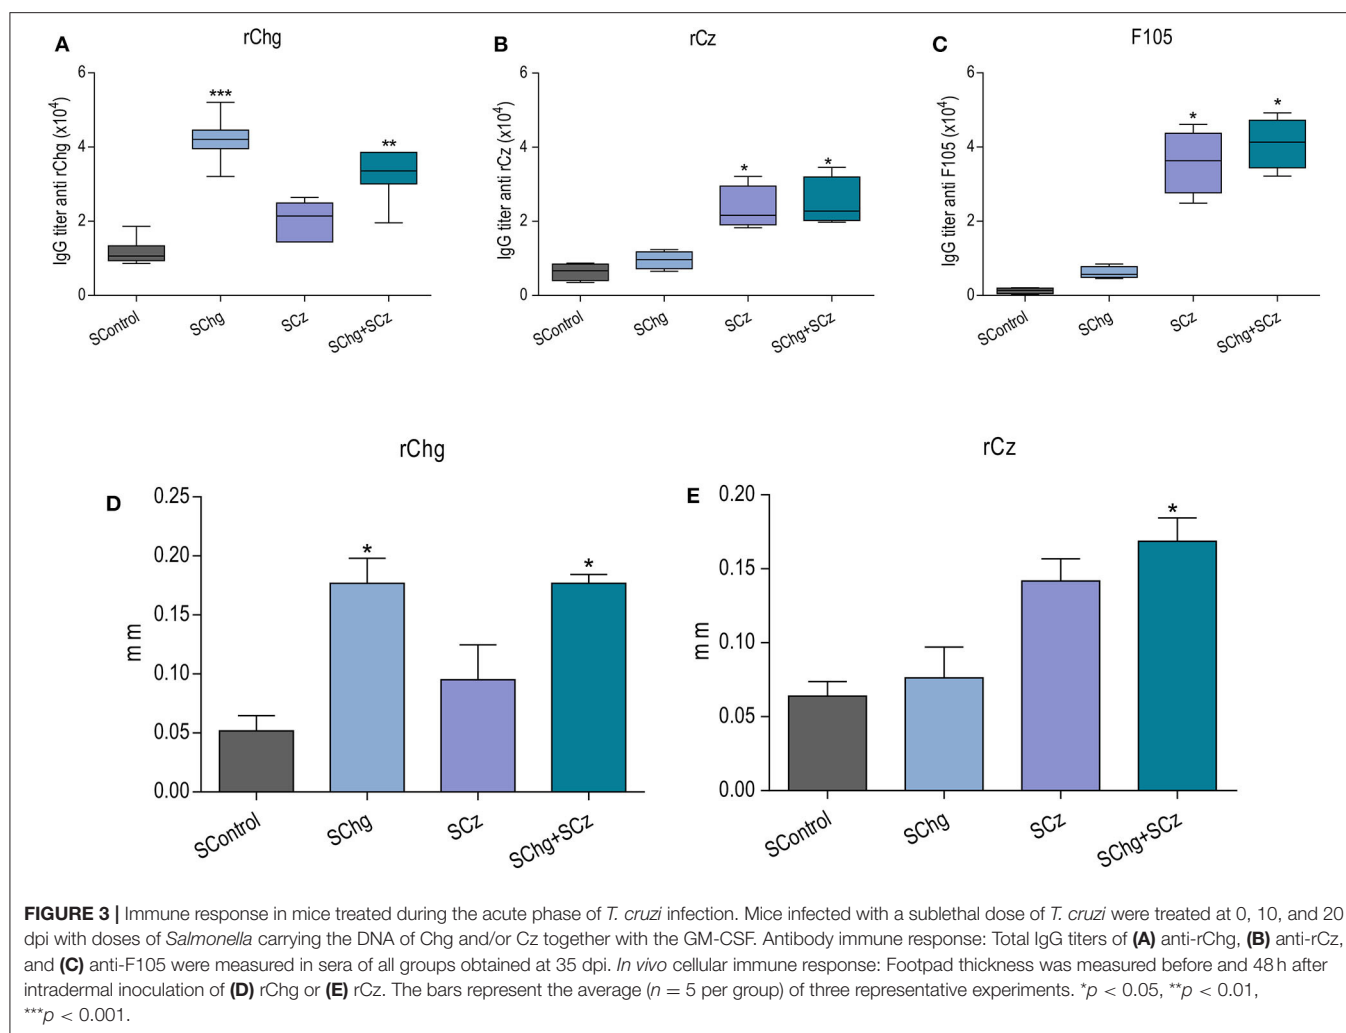 A
rChg
IgG titer anti rChg (x10⁴)
6
4
2
0
***
**
SControl
SChg
SCz
SChg+SCz
B
rCz
IgG titer anti rCz (x10⁴)
6
4
2
0
*
*
SControl
SChg
SCz
SChg+SCz
C
F105
IgG titer anti F105 (x10⁴)
6
4
2
0
*
*
SControl
SChg
SCz
SChg+SCz
D
rChg
mm
0.25
0.20
0.15
0.10
0.05
0.00
*
*
SControl
SChg
SCz
SChg+SCz
E
rCz
mm
0.20
0.15
0.10
0.05
0.00
*
SControl
SChg
SCz
SChg+SCz
FIGURE 3 | Immune response in mice treated during the acute phase of T. cruzi infection. Mice infected with a sublethal dose of T. cruzi were treated at 0, 10, and 20
dpi with doses of Salmonella carrying the DNA of Chg and/or Cz together with the GM-CSF. Antibody immune response: Total IgG titers of (A) anti-rChg, (B) anti-rCz,
and (C) anti-F105 were measured in sera of all groups obtained at 35 dpi. In vivo cellular immune response: Footpad thickness was measured before and 48 h after
intradermal inoculation of (D) rChg or (E) rCz. The bars represent the average (n = 5 per group) of three representative experiments. *p < 0.05, **p < 0.01,
***p < 0.001.